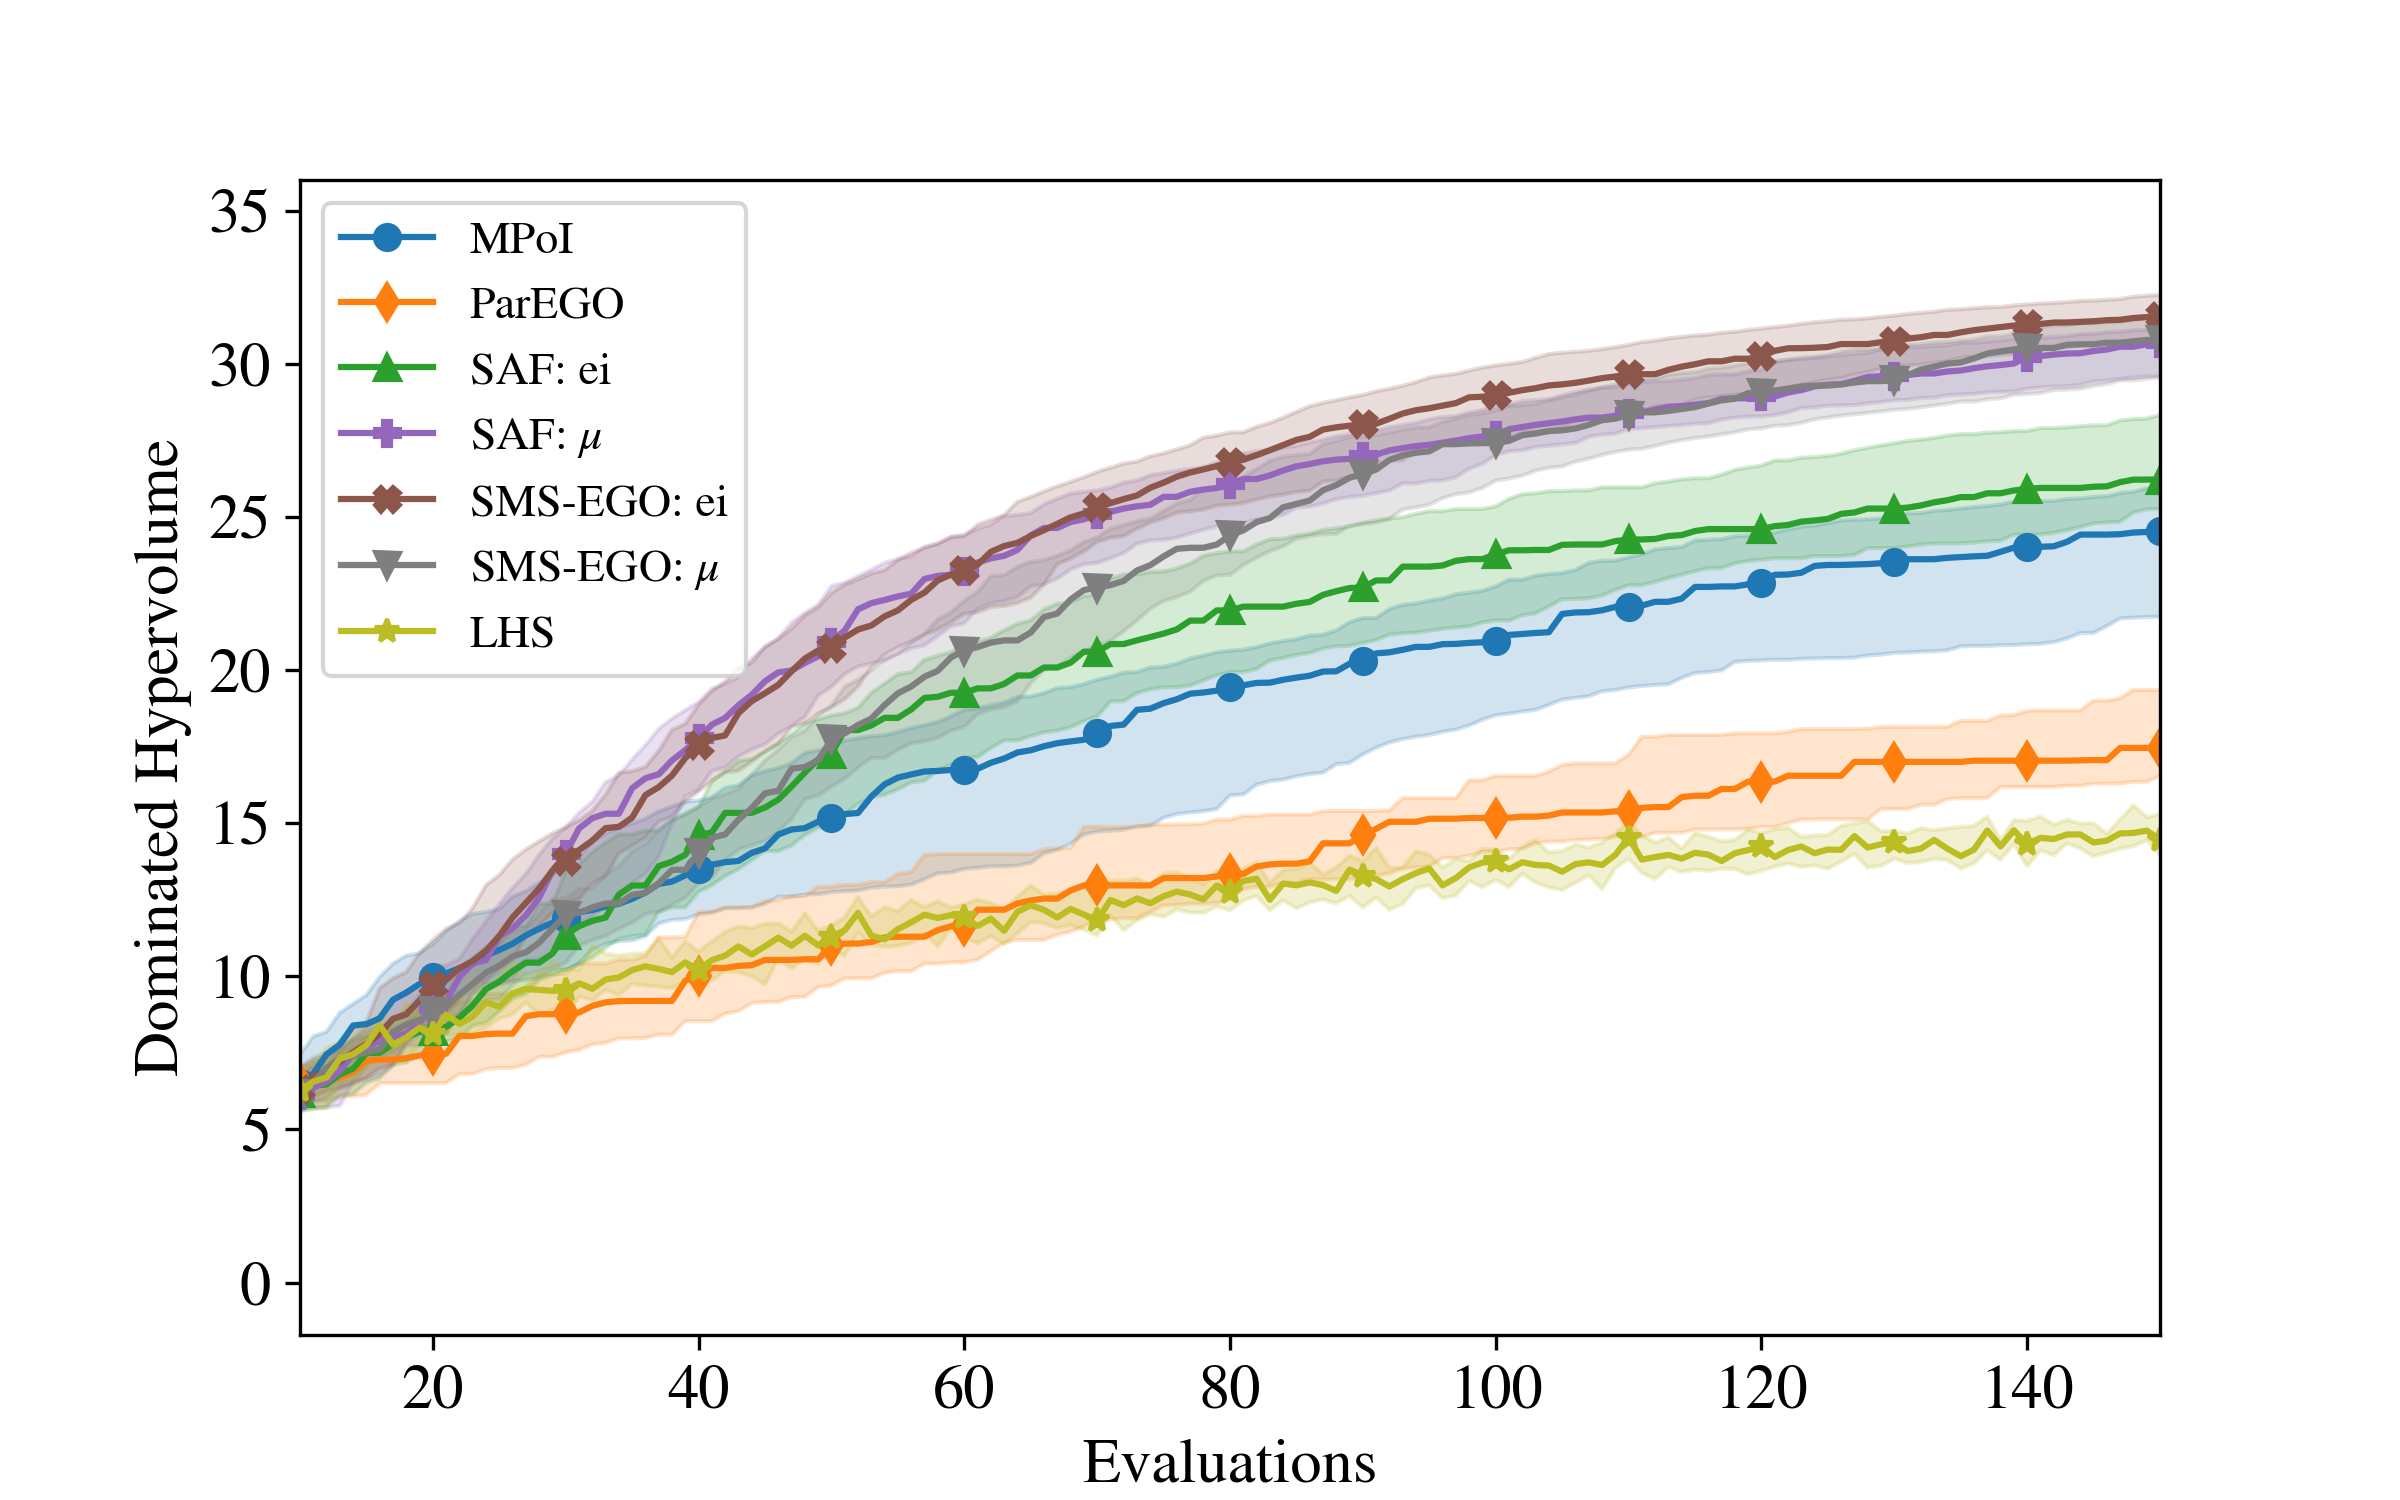 35
30
25
20
15
10
5
0
Dominated Hypervolume
MPoI
ParEGO
SAF: ei
SAF: μ
SMS-EGO: ei
SMS-EGO: μ
LHS
20 40 60 80 100 120 140
Evaluations